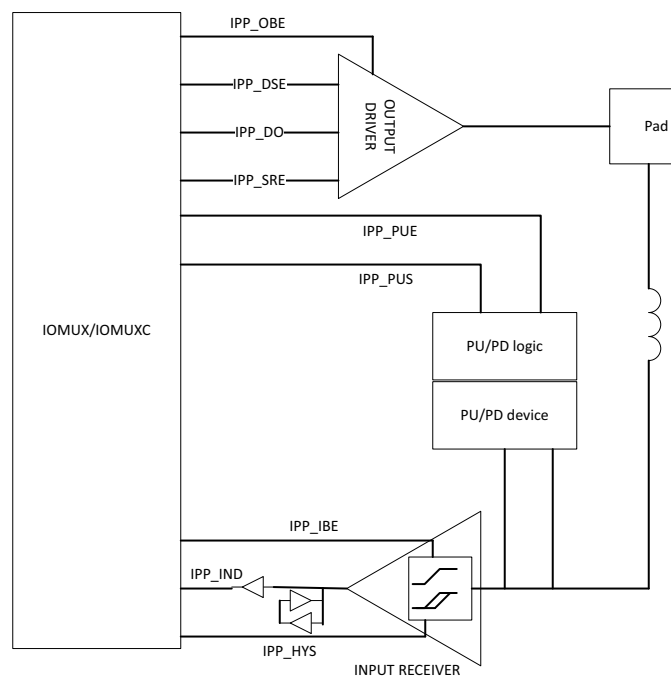 IPP_OBE
IPP_DSE
OUTPUT
DRIVER
Pad
IPP_DO
IPP_SRE
IPP_PUE
IPP_PUS
IOMUX/IOMUXC
PU/PD logic
PU/PD device
IPP_IBE
IPP_IND
IPP_HYS
INPUT RECEIVER